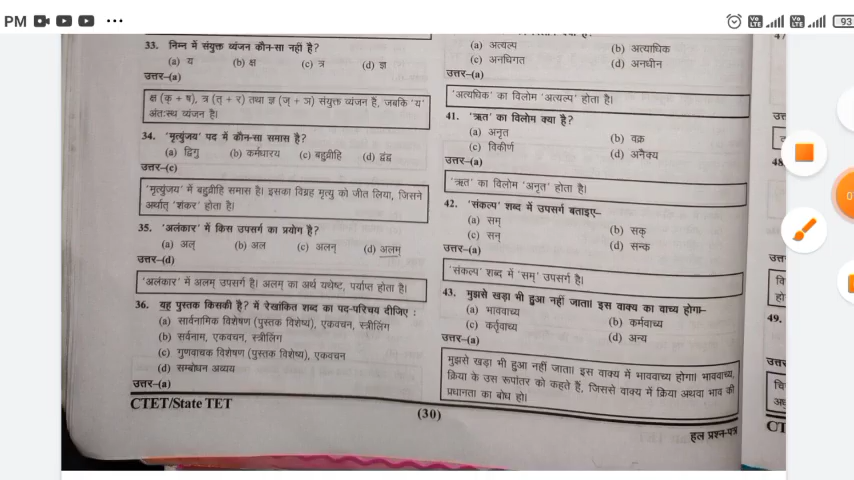 PM
93
33. निम्न में संयुक्त व्यंजन कौन-सा नही है?
(a) य (b) क्ष (c) त्र (d) ज्ञ
उत्तर–(a)
क्ष (क् + ष), त्र (त् + र) तथा ज्ञ (ज् + ञ) संयुक्त व्यंजन हैं, जबकि 'य'
अंतःस्थ व्यंजन है।
34. 'मृत्युंजय' पद में कौन-सा समास है?
(a) द्विगु (b) कर्मधारय (c) बहुव्रीहि (d) द्वंद्व
उत्तर–(c)
'मृत्युंजय' में बहुव्रीहि समास है। इसका विग्रह मृत्यु को जीत लिया, जिसने
अर्थात् 'शंकर' होता है।
35. 'अलंकार' में किस उपसर्ग का प्रयोग है?
(a) अल् (b) अल (c) अलन् (d) अलम्
उत्तर–(d)
'अलंकार' में अलम् उपसर्ग है। अलम् का अर्थ यथेष्ट, पर्याप्त होता है।
36. यह पुस्तक किसकी है? में रेखांकित शब्द का पद-परिचय दीजिए :
(a) सार्वनामिक विशेषण (पुस्तक विशेष्य), एकवचन, स्त्रीलिंग
(b) सर्वनाम, एकवचन, स्त्रीलिंग
(c) गुणवाचक विशेषण (पुस्तक विशेष्य), एकवचन
(d) सम्बोधन अव्यय
उत्तर–(a)
CTET/State TET
(30)
(a) अत्यल्प (b) अत्याधिक
(c) अनधिगत (d) अनधीन
उत्तर–(a)
'अत्यधिक' का विलोम 'अत्यल्प' होता है।
41. 'ऋत' का विलोम क्या है?
(a) अनृत (b) वक्र
(c) विकीर्ण (d) अनैक्य
उत्तर–(a)
'ऋत' का विलोम 'अनृत' होता है।
42. 'संकल्प' शब्द में उपसर्ग बताइए–
(a) सम् (b) सक्
(c) सन् (d) सन्क
उत्तर–(a)
'संकल्प' शब्द में 'सम्' उपसर्ग है।
43. मुझसे खड़ा भी हुआ नहीं जाता। इस वाक्य का वाच्य होगा–
(a) भाववाच्य (b) कर्मवाच्य
(c) कर्तृवाच्य (d) अन्य
उत्तर–(a)
मुझसे खड़ा भी हुआ नहीं जाता। इस वाक्य में भाववाच्य होगा। भाववाच्य,
क्रिया के उस रूपांतर को कहते हैं, जिससे वाक्य में क्रिया अथवा भाव की
प्रधानता का बोध हो।
हल प्रश्न-पत्र
47
48
49.